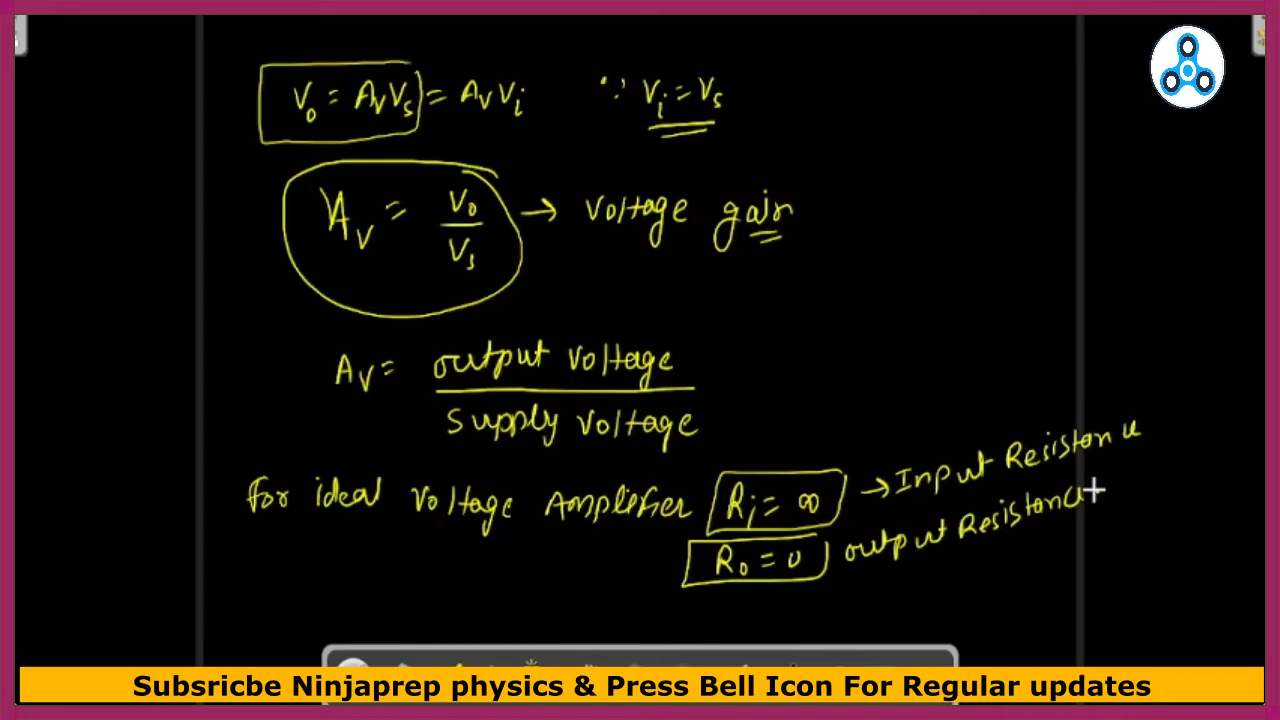 V₀ = AᵥVₛ = AᵥVᵢ ∵ Vᵢ = Vₛ
Aᵥ = V₀/Vₛ → Voltage gain
Aᵥ = output voltage / supply voltage
For ideal voltage Amplifier Rᵢ = ∞ → Input Resistance
R₀ = 0 output Resistance
Subsricbe Ninjaprep physics & Press Bell Icon For Regular updates